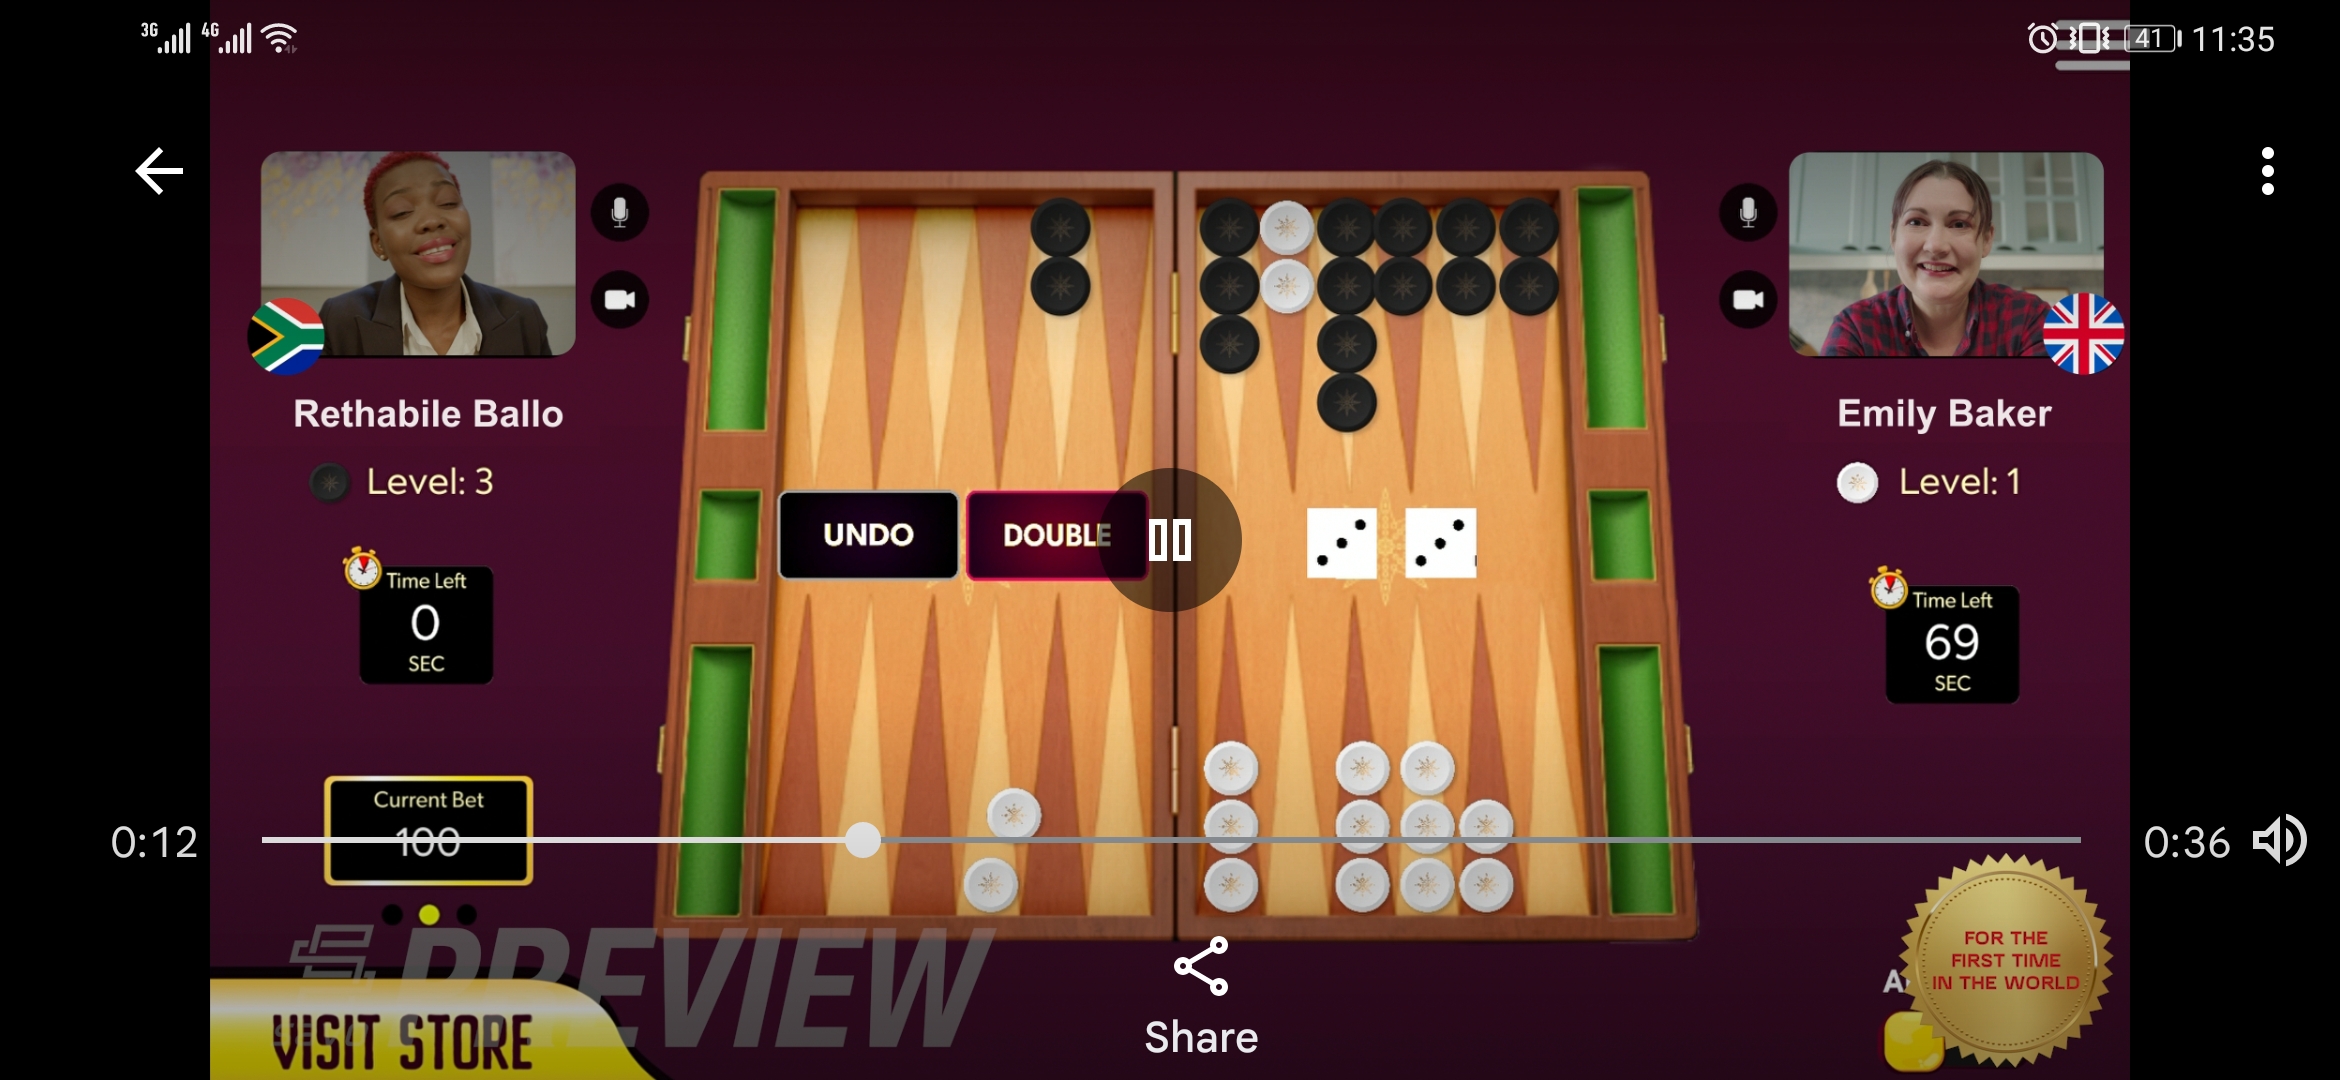 3G 4G 41 11:35
Rethabile Ballo
Level: 3
Emily Baker
Level: 1
UNDO DOUBLE
Time Left
0
SEC
Time Left
69
SEC
Current Bet
100
0:12
0:36
PREVIEW
VISIT STORE
Share
FOR THE
FIRST TIME
IN THE WORLD